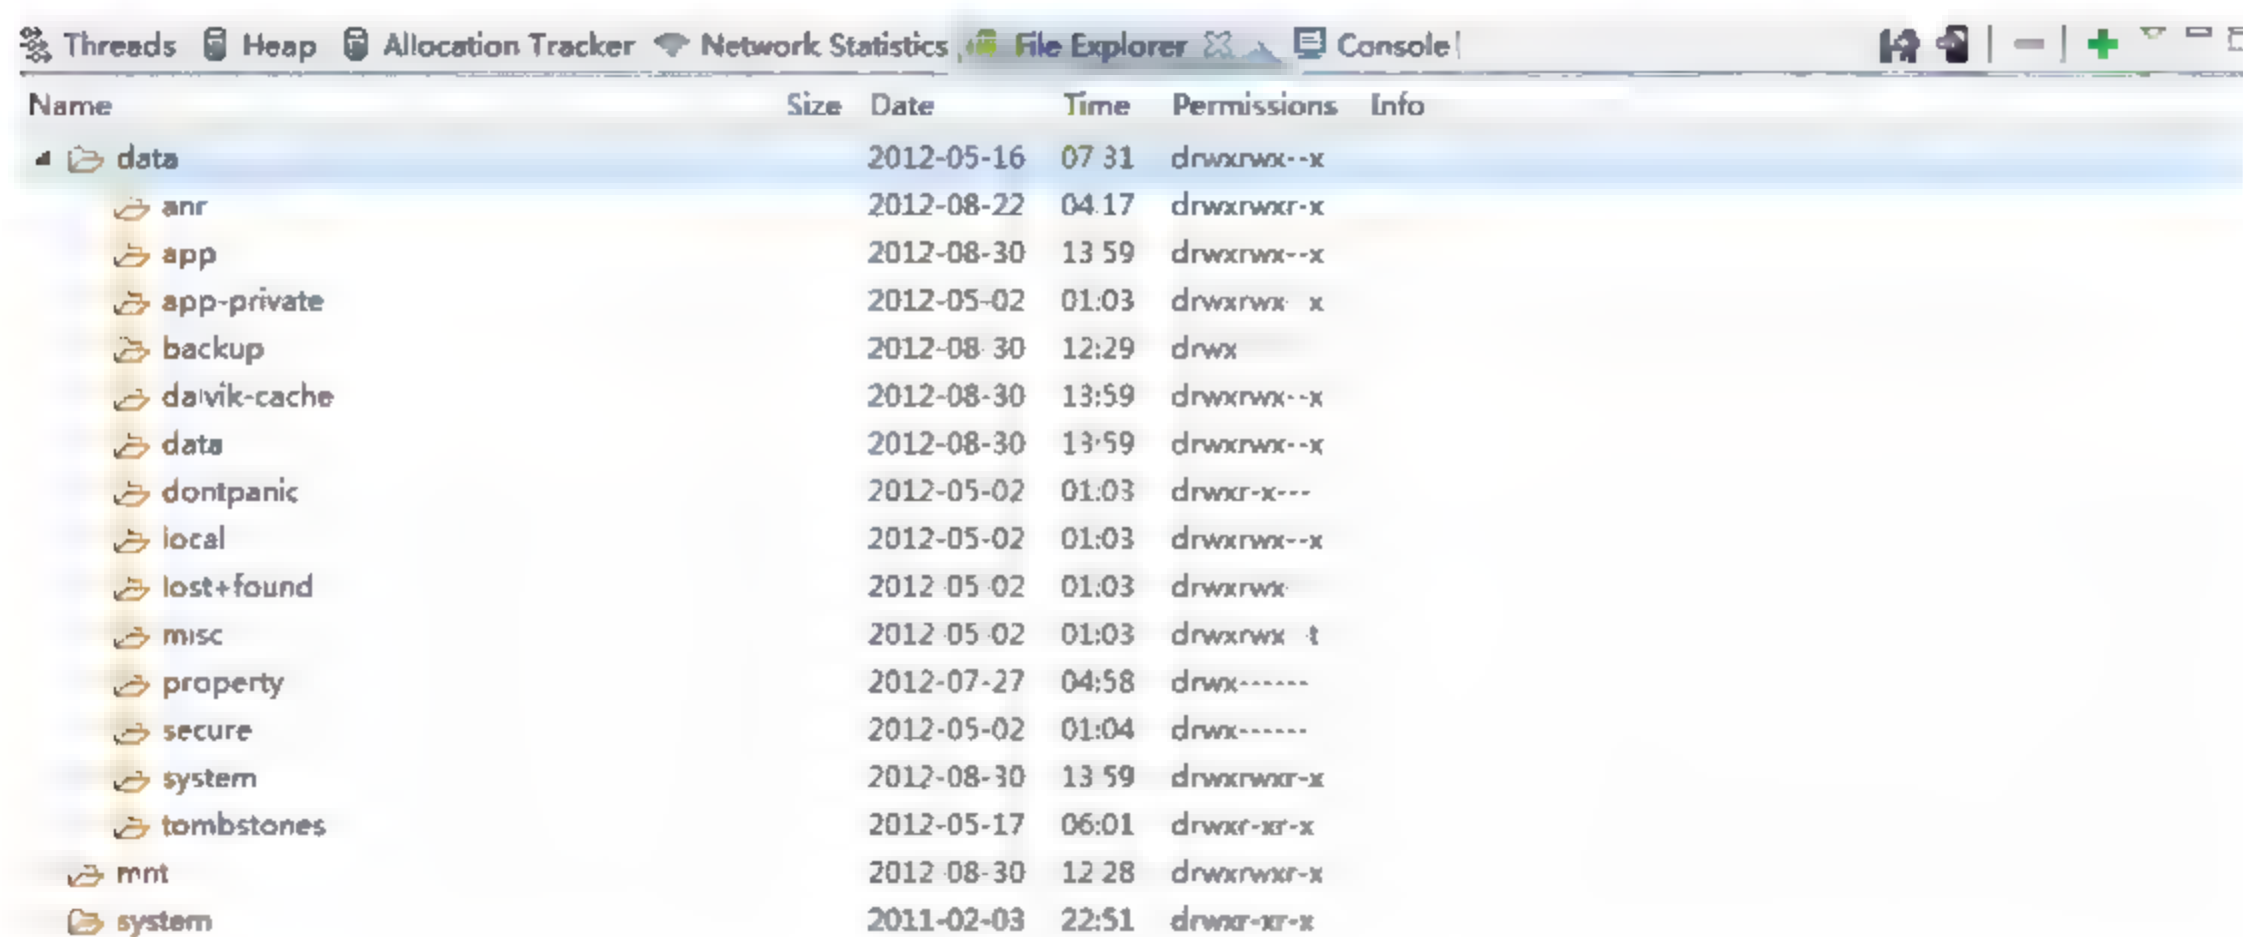 Threads Heap Allocation Tracker Network Statistics File Explorer Console
Name Size Date Time Permissions Info
data 2012-05-16 07 31 drwxrwx--x
anr 2012-08-22 04.17 drwxrwxr-x
app 2012-08-30 13 59 drwxrwx--x
app-private 2012-05-02 01:03 drwxrwx x
backup 2012-08-30 12:29 drwx
dalvik-cache 2012-08-30 13:59 drwxrwx--x
data 2012-08-30 13:59 drwxrwx--x
dontpanic 2012-05-02 01:03 drwxr-x---
local 2012-05-02 01:03 drwxrwx--x
lost+found 2012-05-02 01:03 drwxrwx
misc 2012-05-02 01:03 drwxrwx t
property 2012-07-27 04:58 drwx------
secure 2012-05-02 01:04 drwx------
system 2012-08-30 13 59 drwxrwxr-x
tombstones 2012-05-17 06:01 drwxr-xr-x
mnt 2012-08-30 12 28 drwxrwxr-x
system 2011-02-03 22:51 drwxr-xr-x